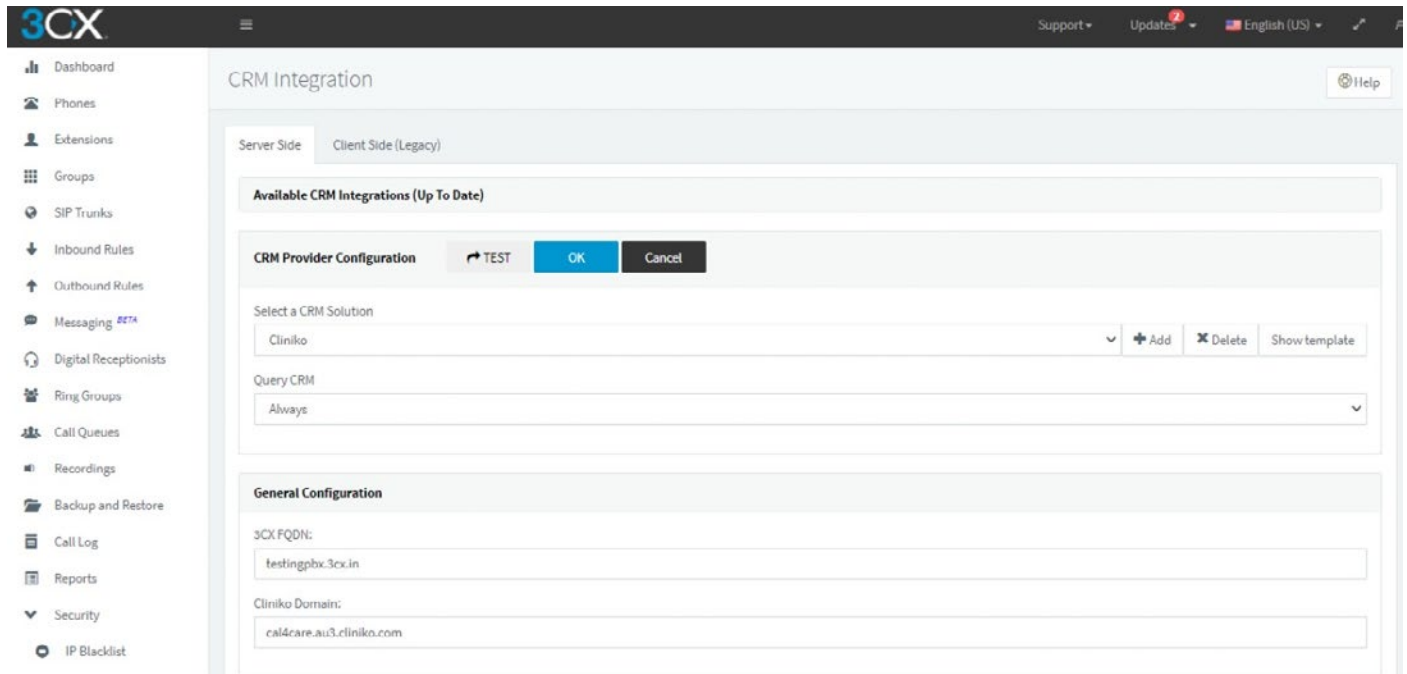 3CX
Support
Updates 2
English (US)
Dashboard
Phones
Extensions
Groups
SIP Trunks
Inbound Rules
Outbound Rules
Messaging BETA
Digital Receptionists
Ring Groups
Call Queues
Recordings
Backup and Restore
Call Log
Reports
Security
IP Blacklist
CRM Integration
Help
Server Side
Client Side (Legacy)
Available CRM Integrations (Up To Date)
CRM Provider Configuration
TEST
OK
Cancel
Select a CRM Solution
Cliniko
Add
Delete
Show template
Query CRM
Always
General Configuration
3CX FQDN:
testingpbx.3cx.in
Cliniko Domain:
cal4care.au3.cliniko.com